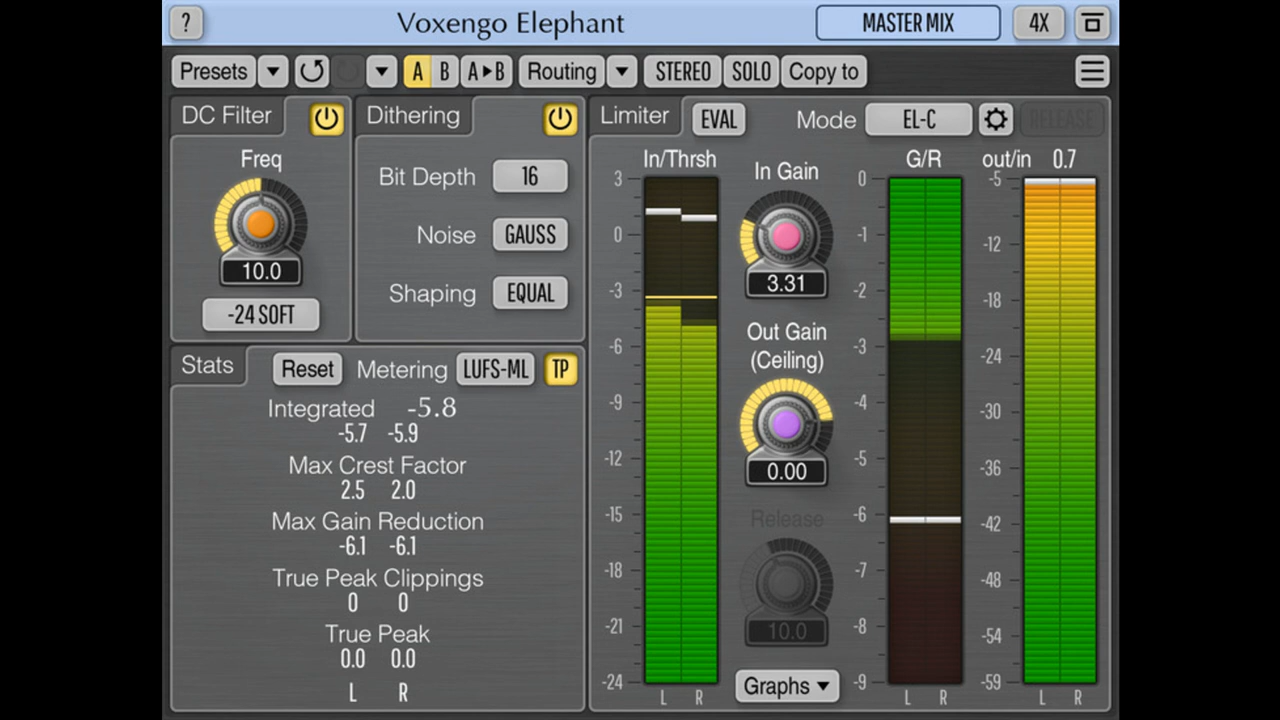 ? Voxengo Elephant MASTER MIX 4X
Presets A B A▶B Routing STEREO SOLO Copy to
DC Filter
Freq
10.0
-24 SOFT
Dithering
Bit Depth 16
Noise GAUSS
Shaping EQUAL
Stats Reset Metering LUFS-ML TP
Integrated -5.8
-5.7 -5.9
Max Crest Factor
2.5 2.0
Max Gain Reduction
-6.1 -6.1
True Peak Clippings
0 0
True Peak
0.0 0.0
L R
Limiter EVAL Mode EL-C RELEASE
In/Thrsh
3
0
-3
-6
-9
-12
-15
-18
-21
-24
L R
In Gain
3.31
Out Gain
(Ceiling)
0.00
Release
10.0
Graphs
G/R
0
-1
-2
-3
-4
-5
-6
-7
-8
-9
L R
out/in 0.7
-5
-12
-18
-24
-30
-36
-42
-48
-54
-59
L R